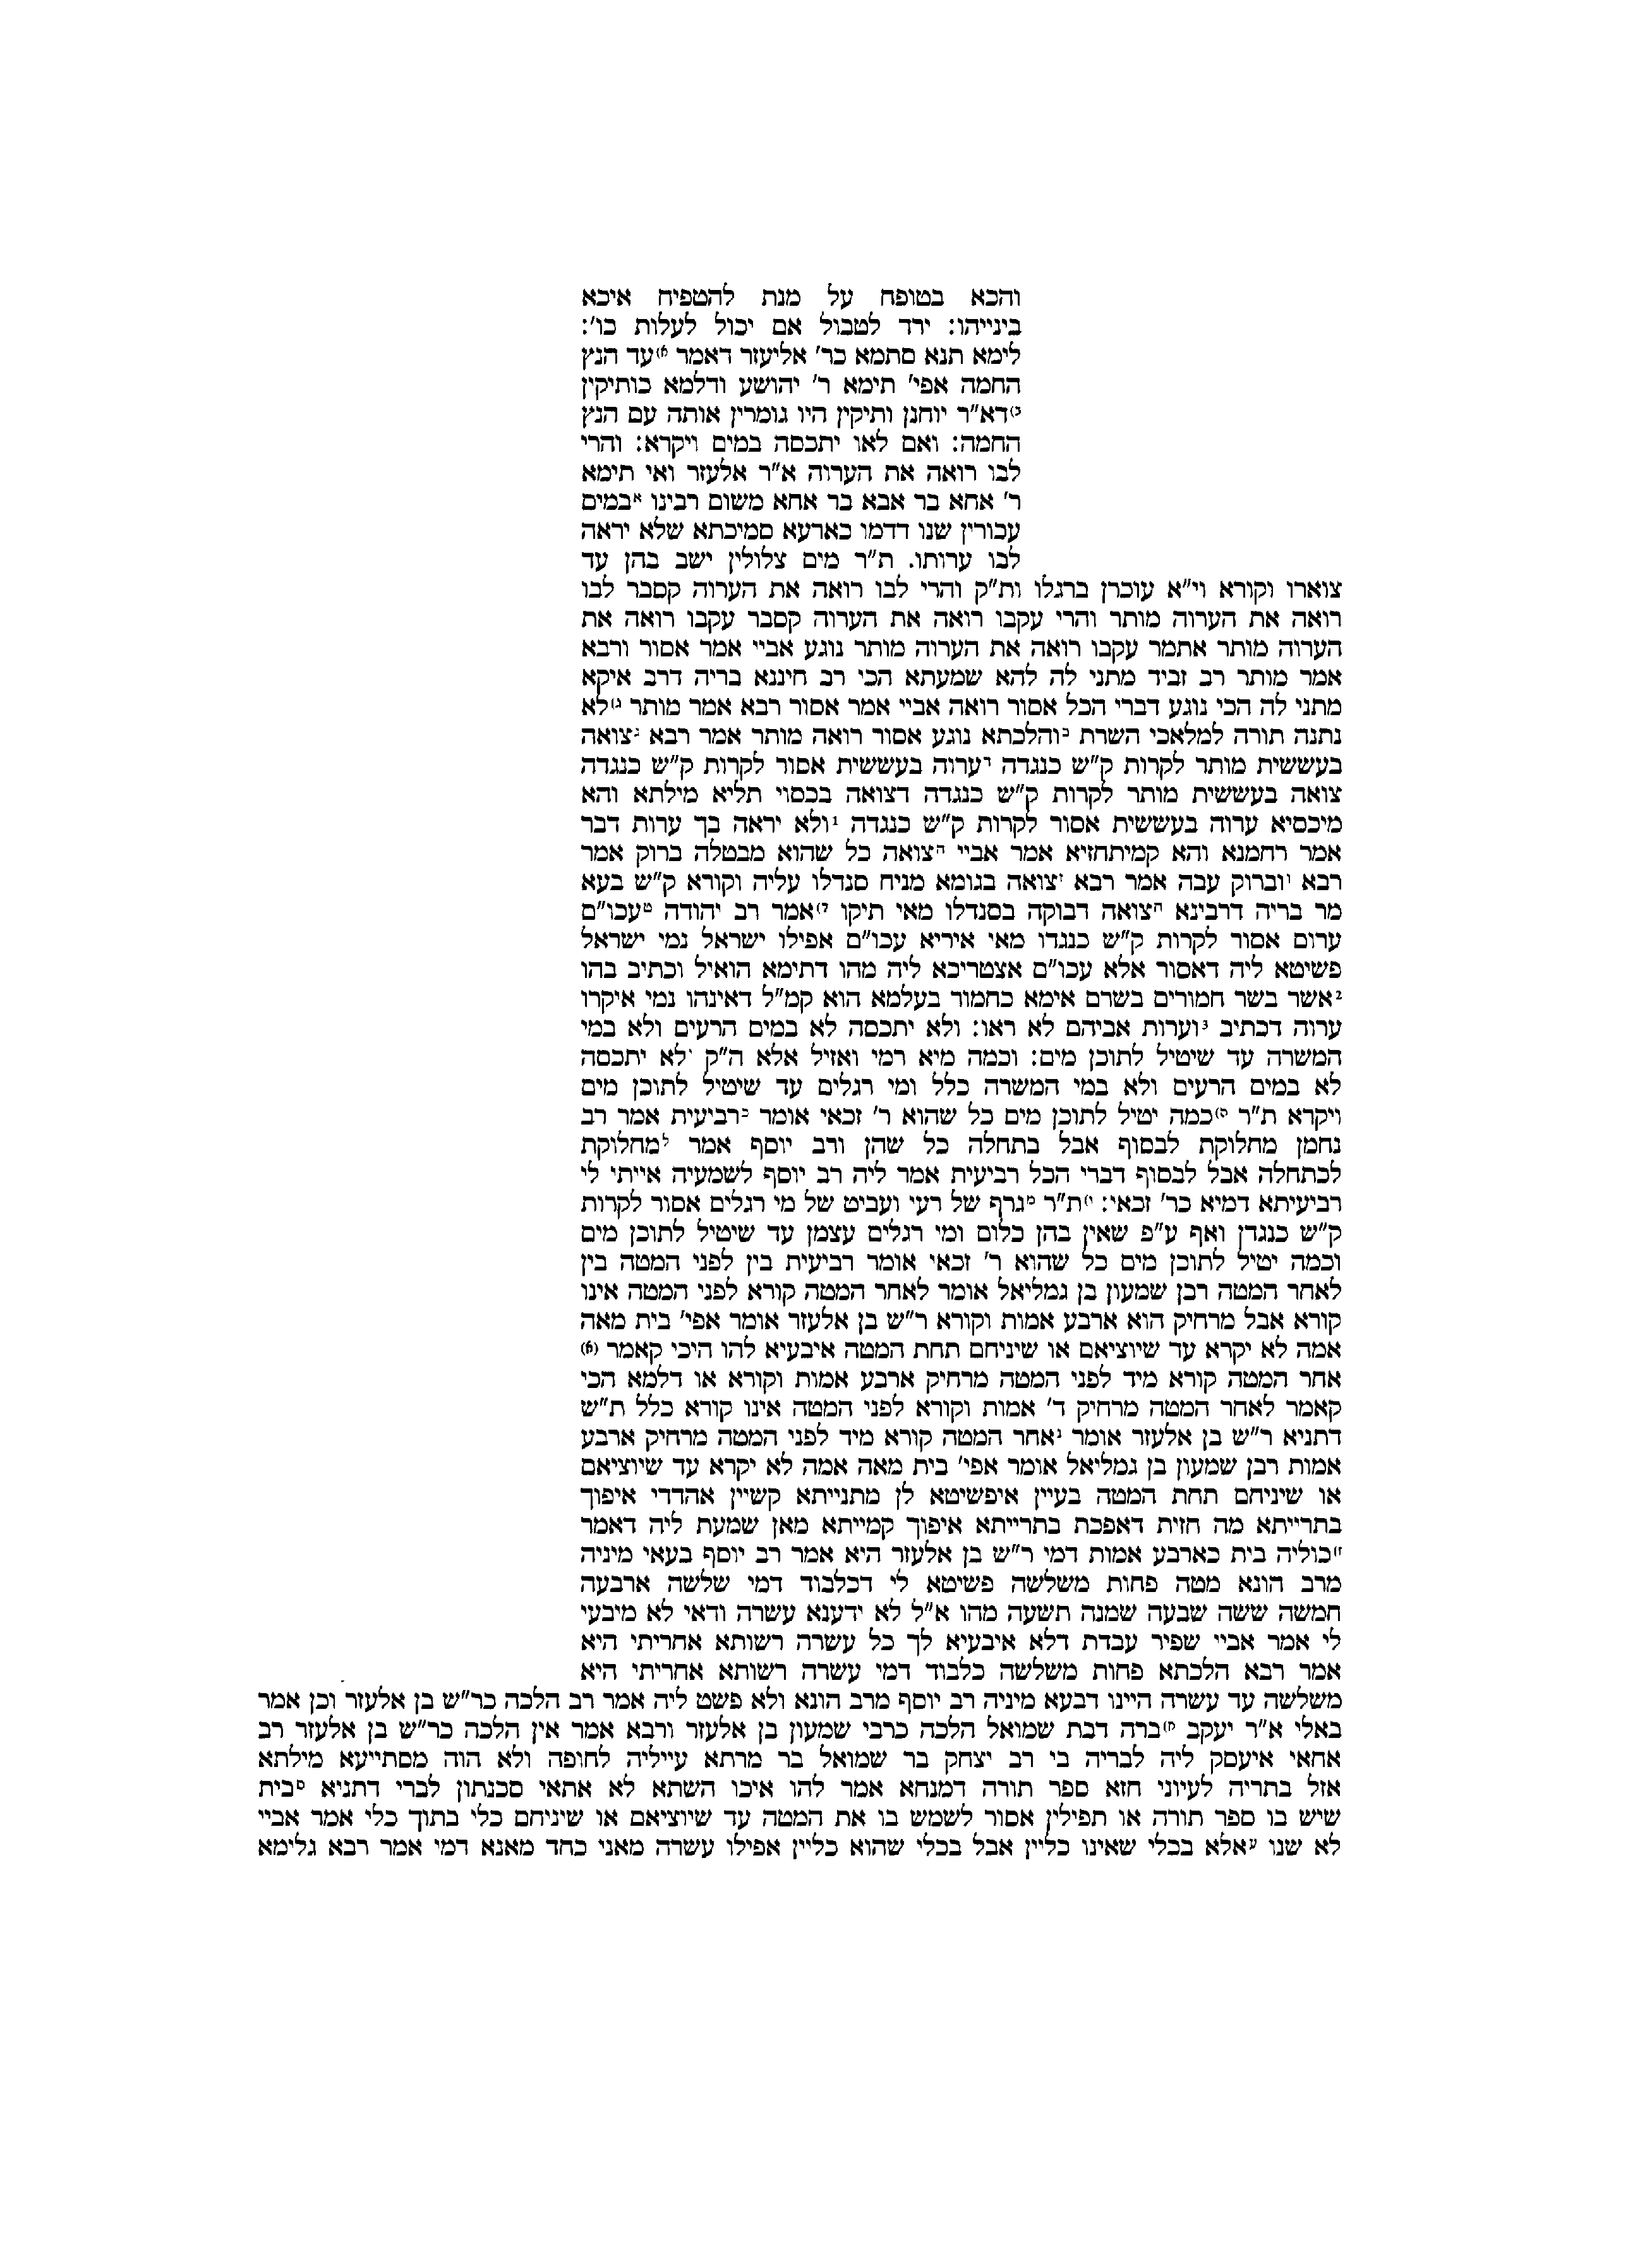 והכא בטופח על מנת להטפיח איכא
בינייהו: ירד לטבול אם יכול לעלות כו':
לימא תנא סתמא כר' אליעזר דאמר א)עד הנץ
החמה אפי' תימא ר' יהושע ודלמא כותיקין
ב)דא"ר יוחנן ותיקין היו גומרין אותה עם הנץ
החמה: ואם לאו יתכסה במים ויקרא: והרי
לבו רואה את הערוה א"ר אלעזר ואי תימא
ר' אחא בר אבא בר אחא משום רבינו אבמים
עכורין שנו דדמו כארעא סמיכתא שלא יראה
לבו ערותו. ת"ר מים צלולין ישב בהן עד
צוארו וקורא וי"א עוכרן ברגלו ות"ק והרי לבו רואה את הערוה קסבר לבו
רואה את הערוה מותר והרי עקבו רואה את הערוה קסבר עקבו רואה את
הערוה מותר אתמר עקבו רואה את הערוה מותר נוגע אביי אמר אסור ורבא
אמר מותר רב זביד מתני לה להא שמעתא הכי רב חיננא בריה דרב איקא
מתני לה הכי נוגע דברי הכל אסור רואה אביי אמר אסור רבא אמר מותר ג)לא
נתנה תורה למלאכי השרת בוהלכתא נוגע אסור רואה מותר אמר רבא גצואה
בעששית מותר לקרות ק"ש כנגדה דערוה בעששית אסור לקרות ק"ש כנגדה
צואה בעששית מותר לקרות ק"ש כנגדה דצואה בכסוי תליא מילתא והא
מיכסיא ערוה בעששית אסור לקרות ק"ש כנגדה 1ולא יראה בך ערות דבר
אמר רחמנא והא קמיתחזיא אמר אביי הצואה כל שהוא מבטלה ברוק אמר
רבא וברוק עבה אמר רבא זצואה בגומא מניח סנדלו עליה וקורא ק"ש בעא
מר בריה דרבינא חצואה דבוקה בסנדלו מאי תיקו ד)אמר רב יהודה טעכו"ם
ערום אסור לקרות ק"ש כנגדו מאי איריא עכו"ם אפילו ישראל נמי ישראל
פשיטא ליה דאסור אלא עכו"ם אצטריכא ליה מהו דתימא הואיל וכתיב בהו
2אשר בשר חמורים בשרם אימא כחמור בעלמא הוא קמ"ל דאינהו נמי איקרו
ערוה דכתיב 3וערות אביהם לא ראו: ולא יתכסה לא במים הרעים ולא במי
המשרה עד שיטיל לתוכן מים: וכמה מיא רמי ואזיל אלא ה"ק ילא יתכסה
לא במים הרעים ולא במי המשרה כלל ומי רגלים עד שיטיל לתוכן מים
ויקרא ת"ר ה)כמה יטיל לתוכן מים כל שהוא ר' זכאי אומר כרביעית אמר רב
נחמן מחלוקת לבסוף אבל בתחלה כל שהן ורב יוסף אמר למחלוקת
לכתחלה אבל לבסוף דברי הכל רביעית אמר ליה רב יוסף לשמעיה אייתי לי
רביעיתא דמיא כר' זכאי: ו)ת"ר מגרף של רעי ועביט של מי רגלים אסור לקרות
ק"ש כנגדן ואף ע"פ שאין בהן כלום ומי רגלים עצמן עד שיטיל לתוכן מים
וכמה יטיל לתוכן מים כל שהוא ר' זכאי אומר רביעית בין לפני המטה בין
לאחר המטה רבן שמעון בן גמליאל אומר לאחר המטה קורא לפני המטה אינו
קורא אבל מרחיק הוא ארבע אמות וקורא ר"ש בן אלעזר אומר אפי' בית מאה
אמה לא יקרא עד שיוציאם או שיניחם תחת המטה איבעיא להו היכי קאמר (א)
אחר המטה קורא מיד לפני המטה מרחיק ארבע אמות וקורא או דלמא הכי
קאמר לאחר המטה מרחיק ד' אמות וקורא לפני המטה אינו קורא כלל ת"ש
דתניא ר"ש בן אלעזר אומר נאחר המטה קורא מיד לפני המטה מרחיק ארבע
אמות רבן שמעון בן גמליאל אומר אפי' בית מאה אמה לא יקרא עד שיוציאם
או שיניחם תחת המטה בעיין איפשיטא לן מתנייתא קשיין אהדדי איפוך
בתרייתא מה חזית דאפכת בתרייתא איפוך קמייתא מאן שמעת ליה דאמר
ז)כוליה בית כארבע אמות דמי ר"ש בן אלעזר היא אמר רב יוסף בעאי מיניה
מרב הונא מטה פחות משלשה פשיטא לי דכלבוד דמי שלשה ארבעה
חמשה ששה שבעה שמנה תשעה מהו א"ל לא ידענא עשרה ודאי לא מיבעי
לי אמר אביי שפיר עבדת דלא איבעיא לך כל עשרה רשותא אחריתי היא
אמר רבא הלכתא פחות משלשה כלבוד דמי עשרה רשותא אחריתי היא
משלשה עד עשרה היינו דבעא מיניה רב יוסף מרב הונא ולא פשט ליה אמר רב הלכה כר"ש בן אלעזר וכן אמר
באלי א"ר יעקב ח)ברה דבת שמואל הלכה כרבי שמעון בן אלעזר ורבא אמר אין הלכה כר"ש בן אלעזר רב
אחאי איעסק ליה לבריה בי רב יצחק בר שמואל בר מרתא עייליה לחופה ולא הוה מסתייעא מילתא
אזל בתריה לעיוני חזא ספר תורה דמנחא אמר להו איכו השתא לא אתאי סכנתון לברי דתניא סבית
שיש בו ספר תורה או תפילין אסור לשמש בו את המטה עד שיוציאם או שיניחם כלי בתוך כלי אמר אביי
לא שנו עאלא בכלי שאינו כליין אבל בכלי שהוא כליין אפילו עשרה מאני כחד מאנא דמי אמר רבא גלימא